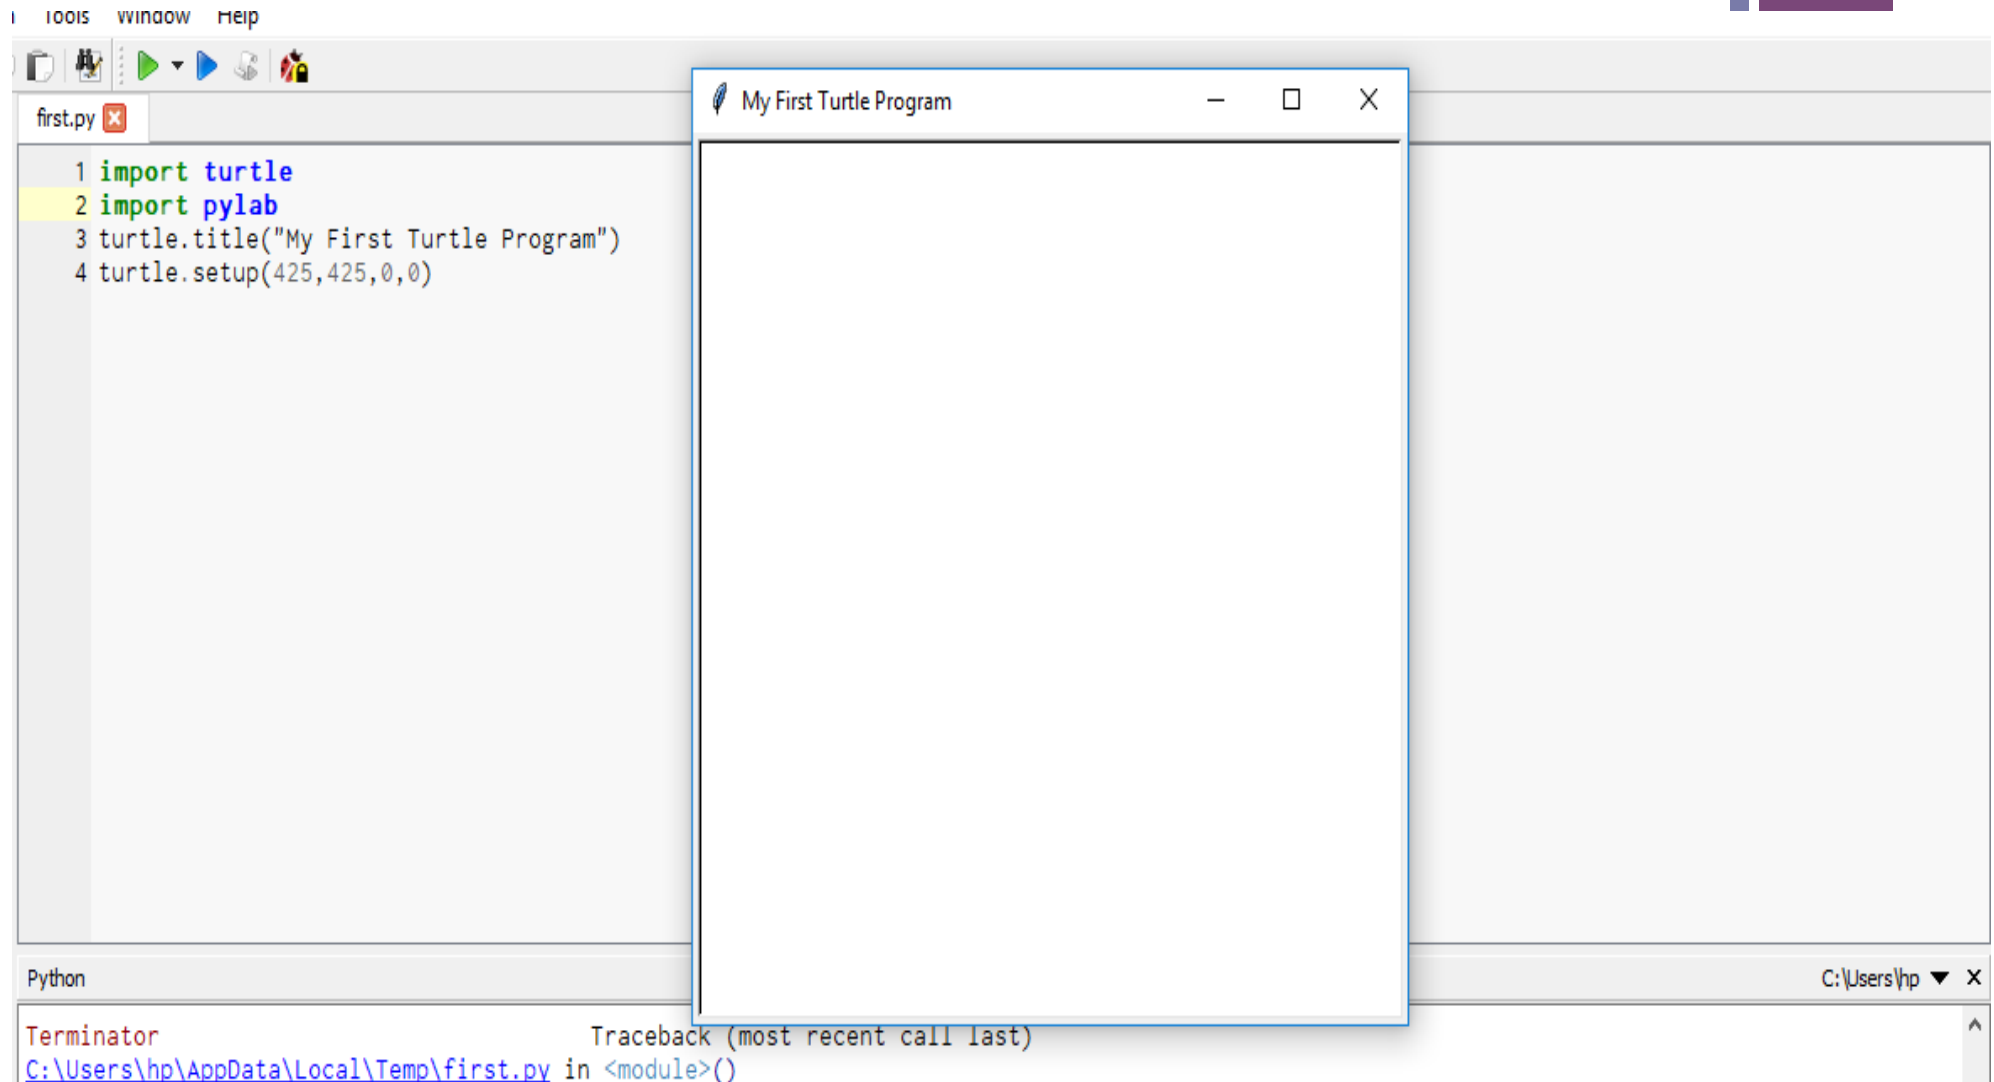 Tools Window Help
first.py
My First Turtle Program
1 import turtle
2 import pylab
3 turtle.title("My First Turtle Program")
4 turtle.setup(425,425,0,0)
Python C:\Users\hp
Terminator Traceback (most recent call last)
C:\Users\hp\AppData\Local\Temp\first.py in <module>()